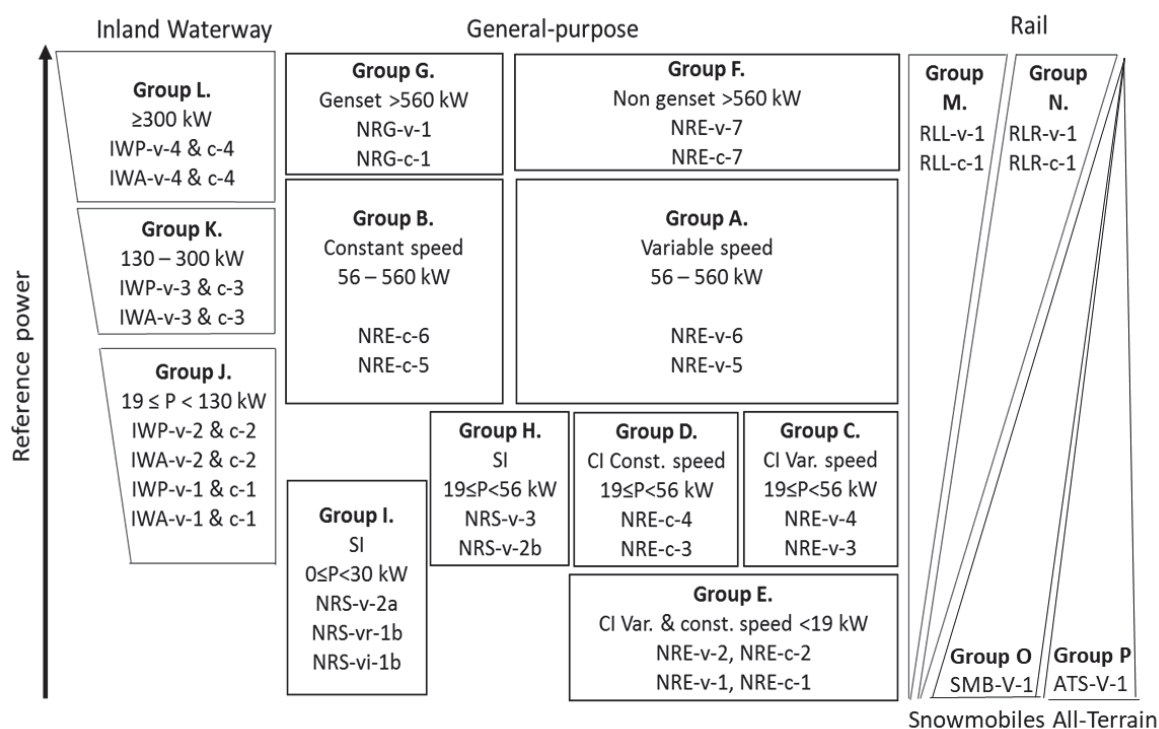 Inland Waterway
General-purpose
Rail
Reference power
Group L.
≥300 kW
IWP-v-4 & c-4
IWA-v-4 & c-4
Group K.
130 – 300 kW
IWP-v-3 & c-3
IWA-v-3 & c-3
Group J.
19 ≤ P < 130 kW
IWP-v-2 & c-2
IWA-v-2 & c-2
IWP-v-1 & c-1
IWA-v-1 & c-1
Group G.
Genset >560 kW
NRG-v-1
NRG-c-1
Group F.
Non genset >560 kW
NRE-v-7
NRE-c-7
Group B.
Constant speed
56 – 560 kW
NRE-c-6
NRE-c-5
Group A.
Variable speed
56 – 560 kW
NRE-v-6
NRE-v-5
Group H.
SI
19≤P<56 kW
NRS-v-3
NRS-v-2b
Group D.
CI Const. speed
19≤P<56 kW
NRE-c-4
NRE-c-3
Group C.
CI Var. speed
19≤P<56 kW
NRE-v-4
NRE-v-3
Group I.
SI
0≤P<30 kW
NRS-v-2a
NRS-vr-1b
NRS-vi-1b
Group E.
CI Var. & const. speed <19 kW
NRE-v-2, NRE-c-2
NRE-v-1, NRE-c-1
Group
M.
RLL-v-1
RLL-c-1
Group
N.
RLR-v-1
RLR-c-1
Group O
SMB-V-1
Group P
ATS-V-1
Snowmobiles All-Terrain